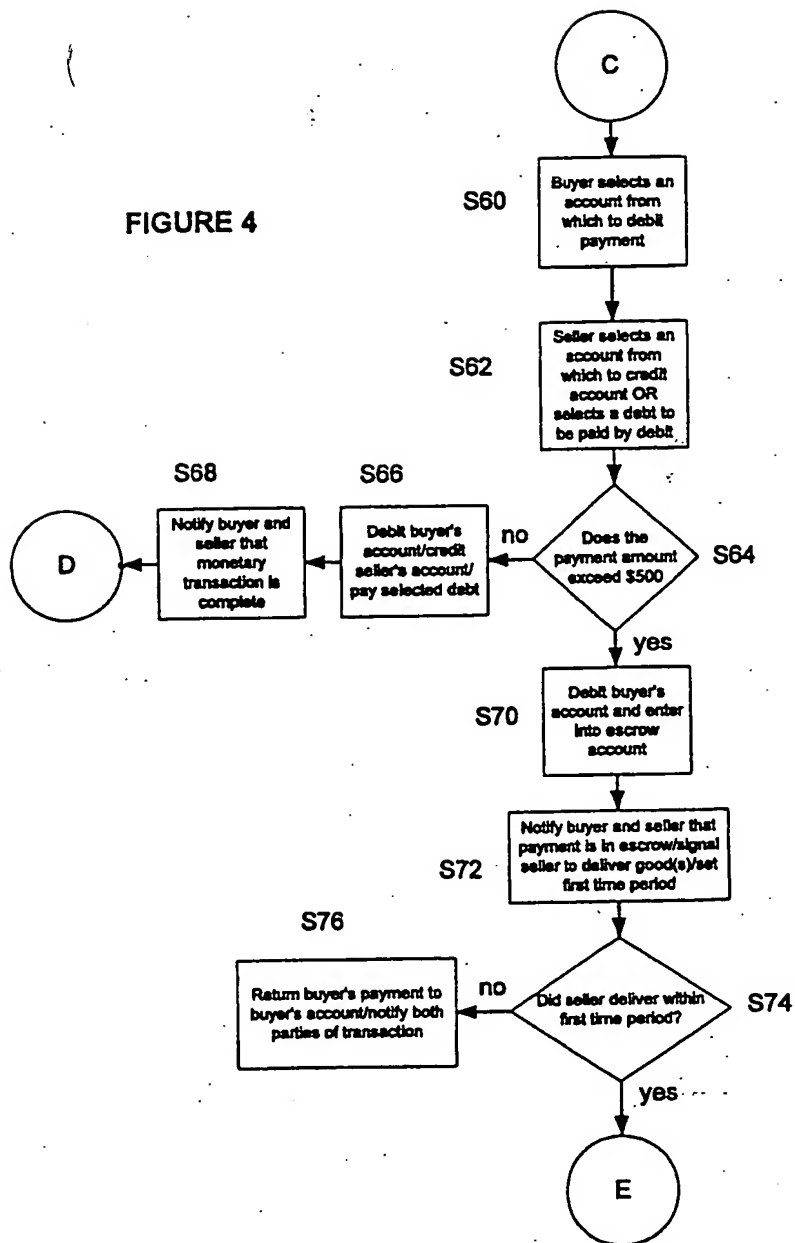 C
FIGURE 4
S60
Buyer selects an
account from
which to debit
payment
S62
Seller selects an
account from
which to credit
account OR
selects a debt to
be paid by debit
S68
S66
D
Notify buyer and
seller that
monetary
transaction is
complete
Debit buyer's
account/credit
seller's account/
pay selected debt
no
Does the
payment amount
exceed $500
S64
yes
S70
Debit buyer's
account and enter
into escrow
account
S72
Notify buyer and seller that
payment is in escrow/signal
seller to deliver good(s)/set
first time period
S76
Return buyer's payment to
buyer's account/notify both
parties of transaction
no
Did seller deliver within
first time period?
S74
yes
E